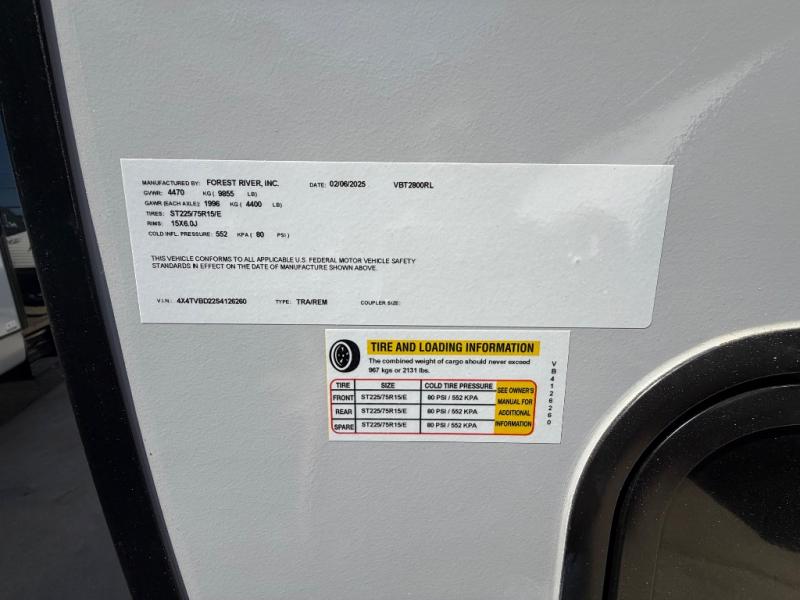 MANUFACTURED BY: FOREST RIVER, INC. DATE: 02/06/2025 VBT2800RL
GVWR: 4470 KG ( 9855 LB)
GAWR (EACH AXLE): 1996 KG ( 4400 LB)
TIRES: ST225/75R15/E
RIMS: 15X6.0J
COLD INFL. PRESSURE: 552 KPA ( 80 PSI )
THIS VEHICLE CONFORMS TO ALL APPLICABLE U.S. FEDERAL MOTOR VEHICLE SAFETY
STANDARDS IN EFFECT ON THE DATE OF MANUFACTURE SHOWN ABOVE.
V.I.N.: 4X4TVBD22S4126260 TYPE: TRA/REM COUPLER SIZE:
TIRE AND LOADING INFORMATION
The combined weight of cargo should never exceed
967 kgs or 2131 lbs.
TIRE SIZE COLD TIRE PRESSURE
FRONT ST225/75R15/E 80 PSI / 552 KPA
REAR ST225/75R15/E 80 PSI / 552 KPA
SPARE ST225/75R15/E 80 PSI / 552 KPA
SEE OWNER'S
MANUAL FOR
ADDITIONAL
INFORMATION
VB4126260